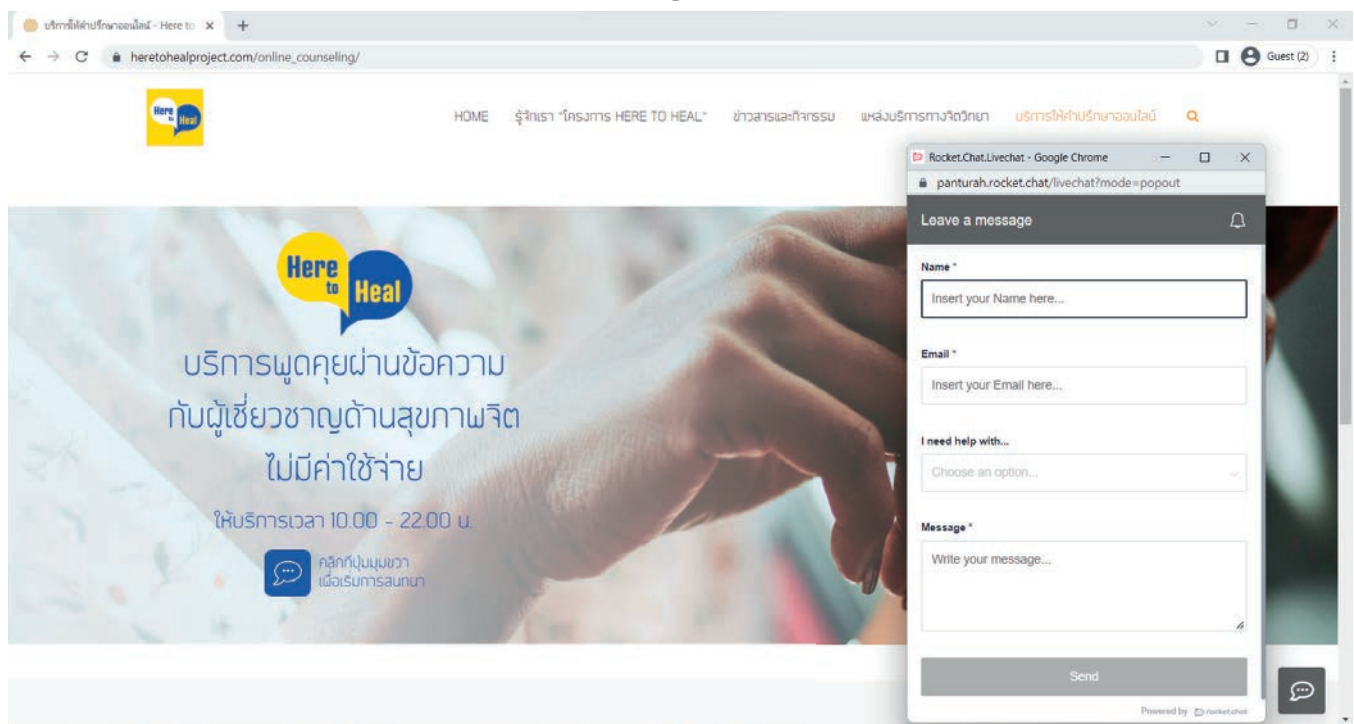 บริการให้คำปรึกษาออนไลน์ - Here to
heretohealproject.com/online_counseling/
Guest (2)
Here to Heal
HOME
รู้จักเรา "โครงการ HERE TO HEAL"
ข่าวสารและกิจกรรม
แหล่งบริการทางจิตวิทยา
บริการให้คำปรึกษาออนไลน์
Here
to
Heal
บริการพูดคุยผ่านข้อความ
กับผู้เชี่ยวชาญด้านสุขภาพจิต
ไม่มีค่าใช้จ่าย
ให้บริการเวลา 10.00 - 22.00 น.
คลิกที่ปุ่มมุมขวา
เพื่อเริ่มการสนทนา
Rocket.Chat.Livechat - Google Chrome
panturah.rocket.chat/livechat?mode=popout
Leave a message
Name *
Insert your Name here...
Email *
Insert your Email here...
I need help with...
Choose an option...
Message *
Write your message...
Send
Powered by rocket.chat